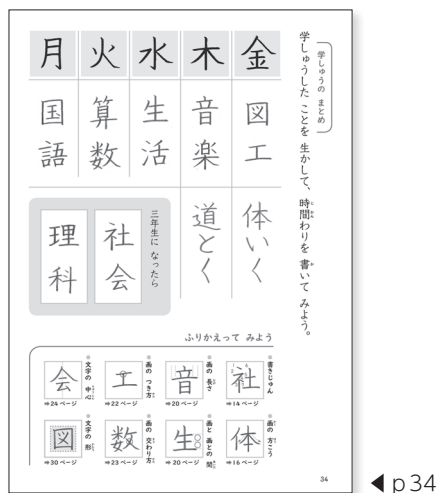 学しゅうの まとめ
学しゅうした ことを 生かして、時間わりを 書いて みよう。
じ かん
か
金
図工
体いく
木
音楽
道とく
水
生活
火
算数
月
国語
三年生に なったら
社会
理科
ふりかえって みよう
書きじゅん
社
➡14ページ
画の 長さ
音
➡20ページ
画の つき方
工
➡22ページ
文字の 中心
会
➡24ページ
画の 方こう
体
➡16ページ
画と 画との 間
生
➡20ページ
画の 交わり方
数
➡23ページ
文字の 形
図
➡30ページ
34
◀p34